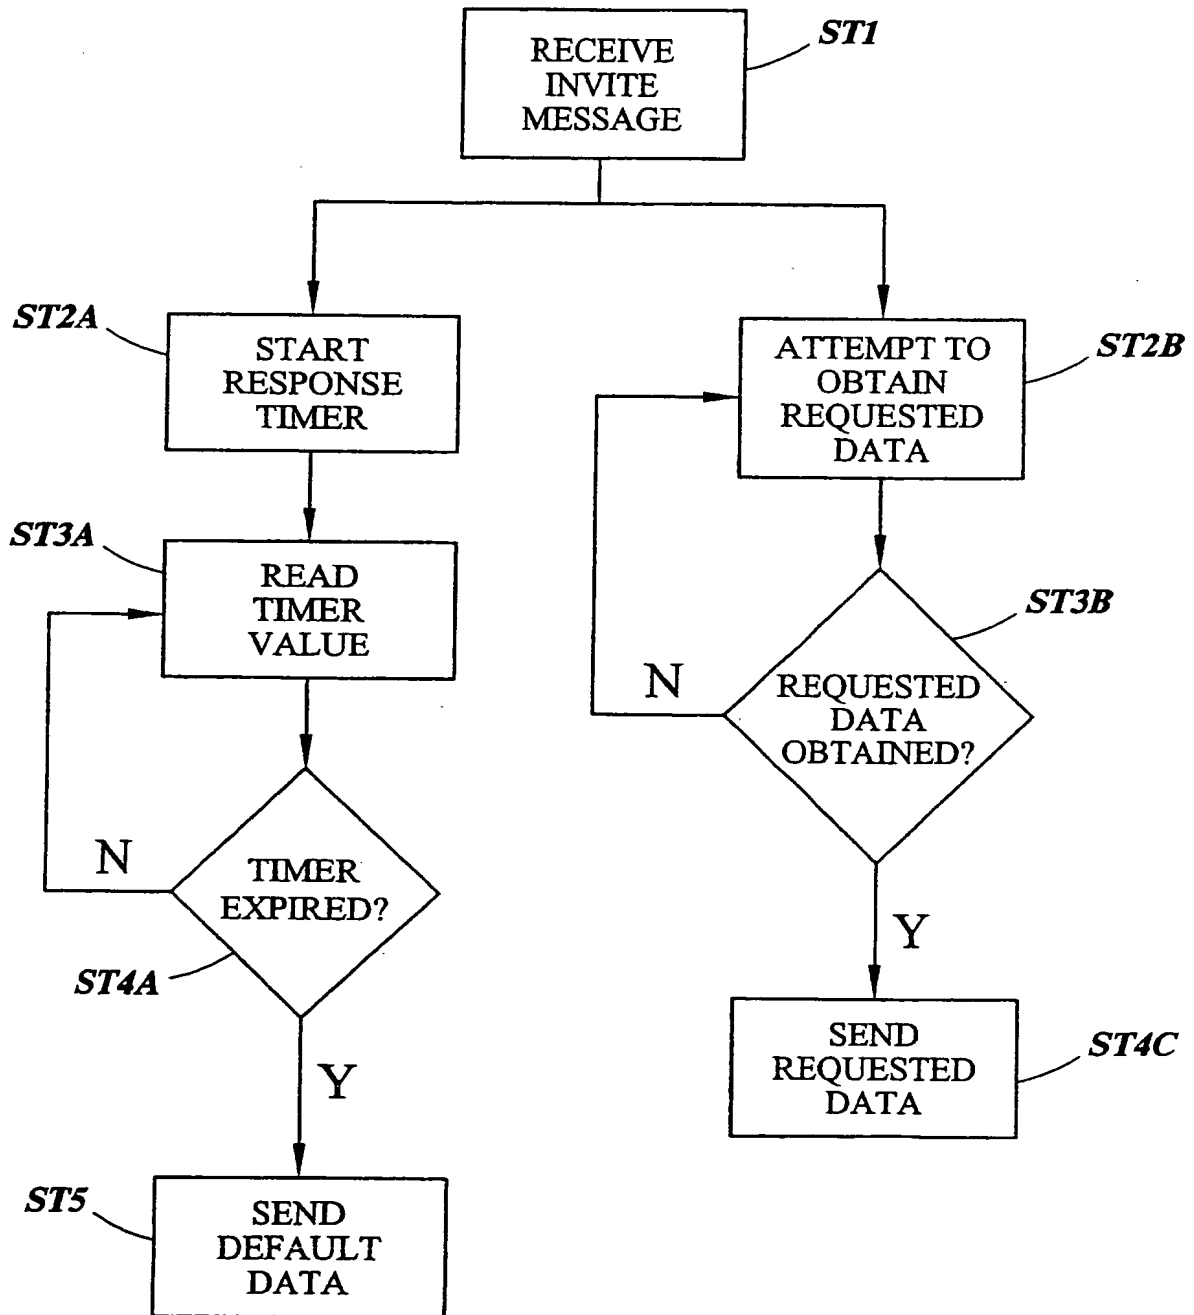 ST1
RECEIVE
INVITE
MESSAGE
ST2A
START
RESPONSE
TIMER
ST2B
ATTEMPT TO
OBTAIN
REQUESTED
DATA
ST3A
READ
TIMER
VALUE
ST3B
REQUESTED
DATA
OBTAINED?
N
N
TIMER
EXPIRED?
ST4A
Y
Y
SEND
REQUESTED
DATA
ST4C
ST5
SEND
DEFAULT
DATA